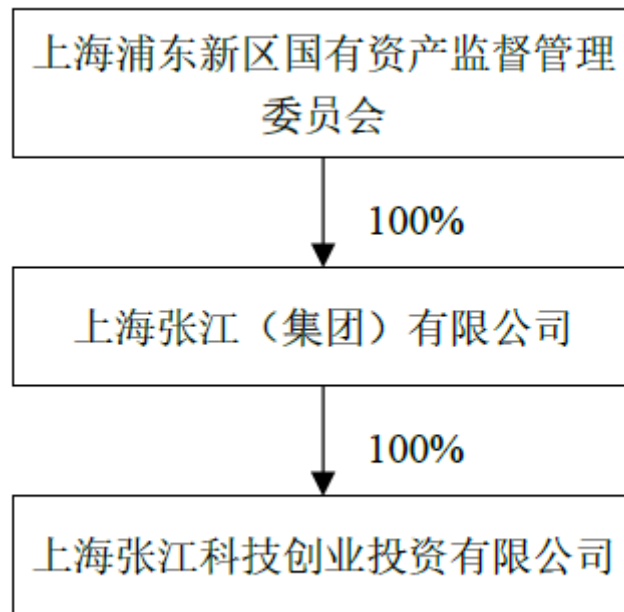 上海浦东新区国有资产监督管理
委员会
100%
上海张江（集团）有限公司
100%
上海张江科技创业投资有限公司